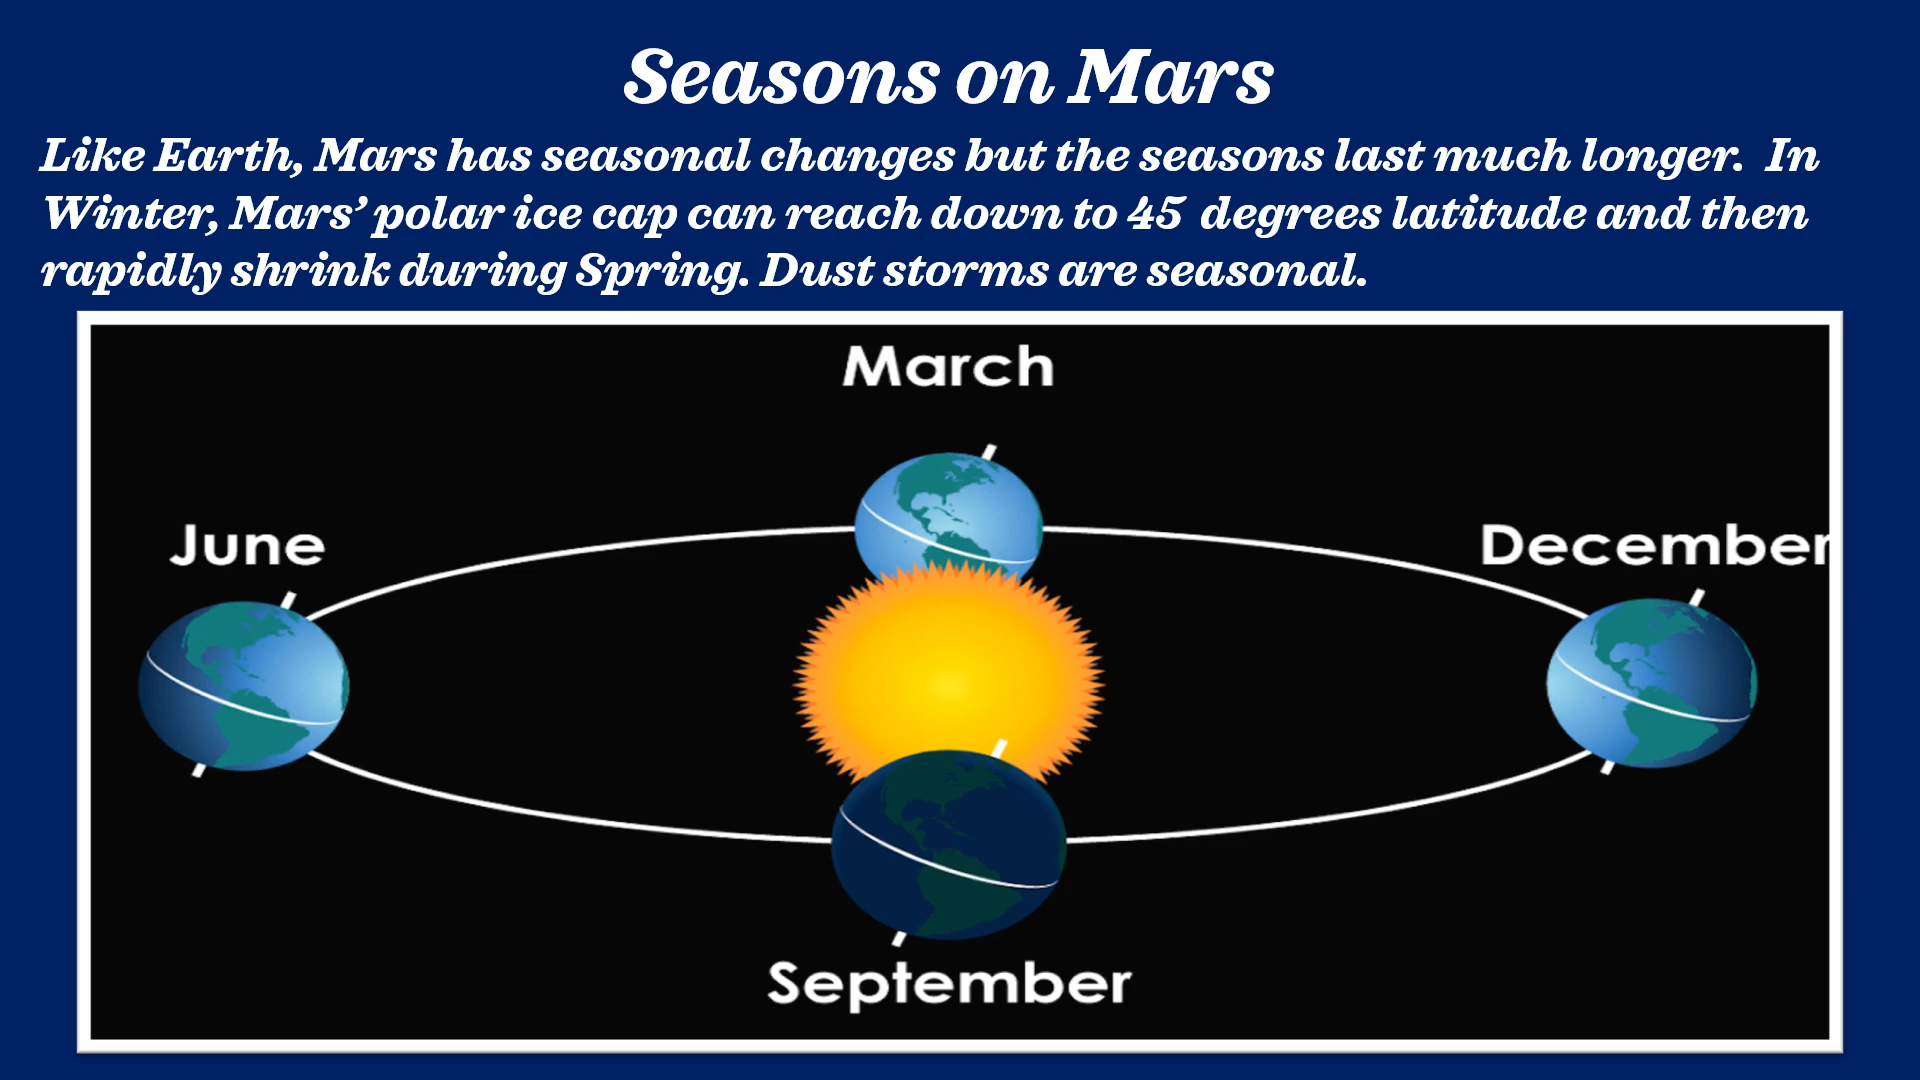 Seasons on Mars
Like Earth, Mars has seasonal changes but the seasons last much longer.  In
Winter, Mars’ polar ice cap can reach down to 45  degrees latitude and then
rapidly shrink during Spring. Dust storms are seasonal.
March
June
December
September